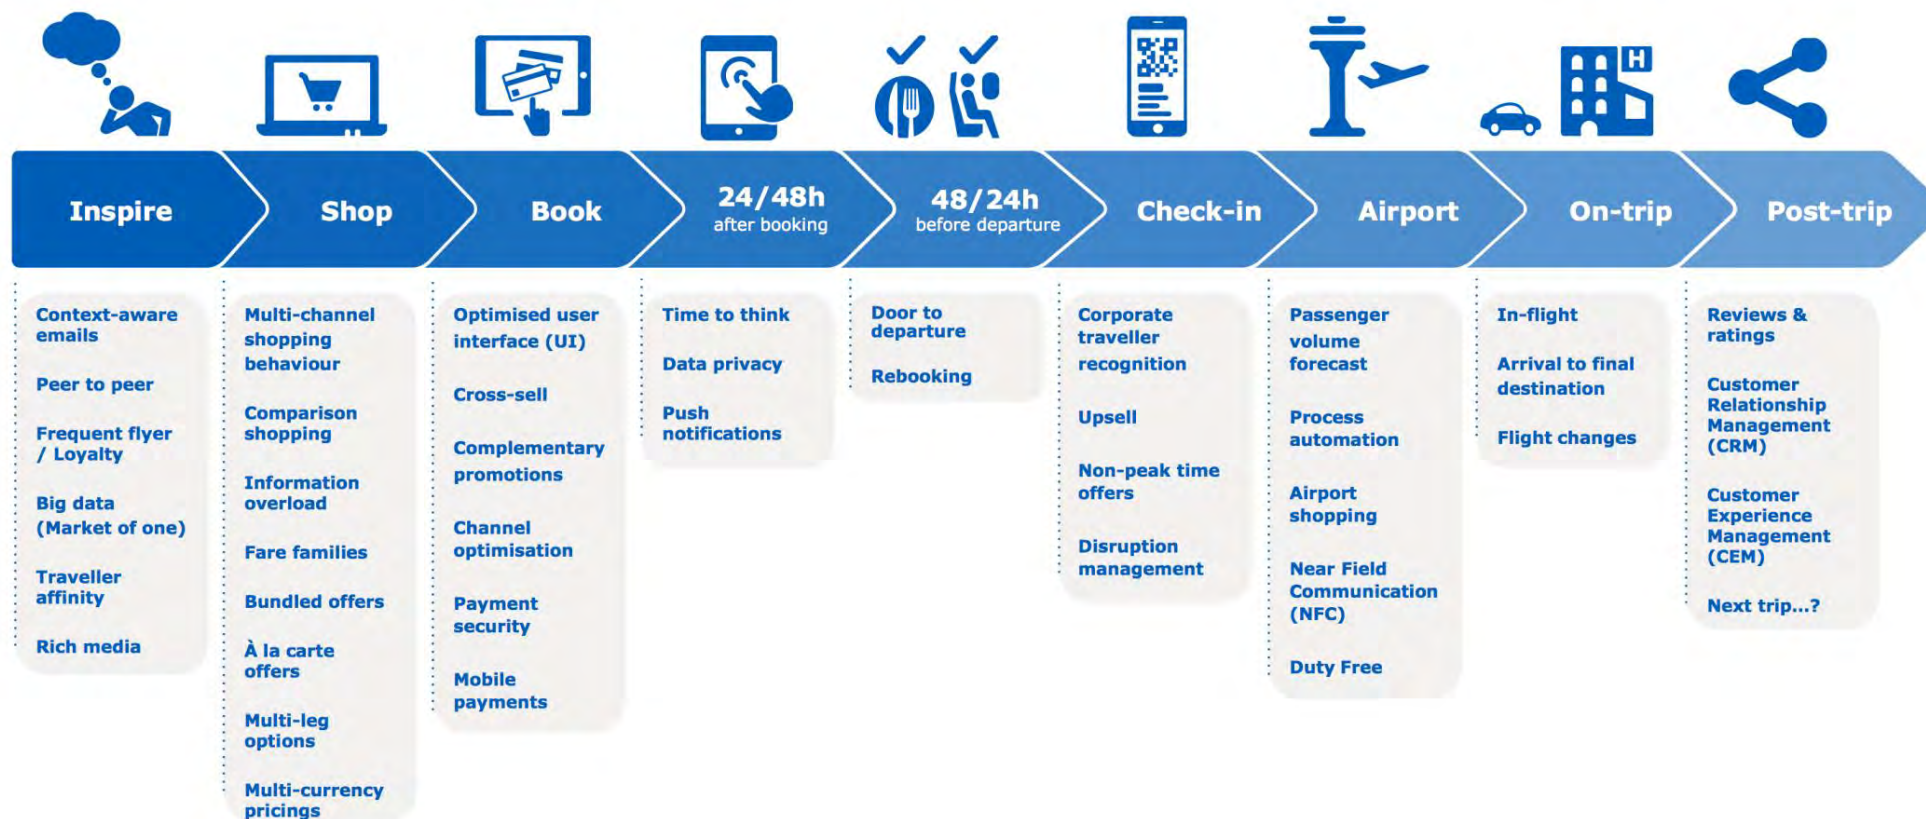 H
Inspire
Shop
Book
24/48h
after booking
48/24h
before departure
Check-in
Airport
On-trip
Post-trip
Context-aware
emails
Peer to peer
Frequent flyer
/ Loyalty
Big data
(Market of one)
Traveller
affinity
Rich media
Multi-channel
shopping
behaviour
Comparison
shopping
Information
overload
Fare families
Bundled offers
À la carte
offers
Multi-leg
options
Multi-currency
pricings
Optimised user
interface (UI)
Cross-sell
Complementary
promotions
Channel
optimisation
Payment
security
Mobile
payments
Time to think
Data privacy
Push
notifications
Door to
departure
Rebooking
Corporate
traveller
recognition
Upsell
Non-peak time
offers
Disruption
management
Passenger
volume
forecast
Process
automation
Airport
shopping
Near Field
Communication
(NFC)
Duty Free
In-flight
Arrival to final
destination
Flight changes
Reviews &
ratings
Customer
Relationship
Management
(CRM)
Customer
Experience
Management
(CEM)
Next trip...?